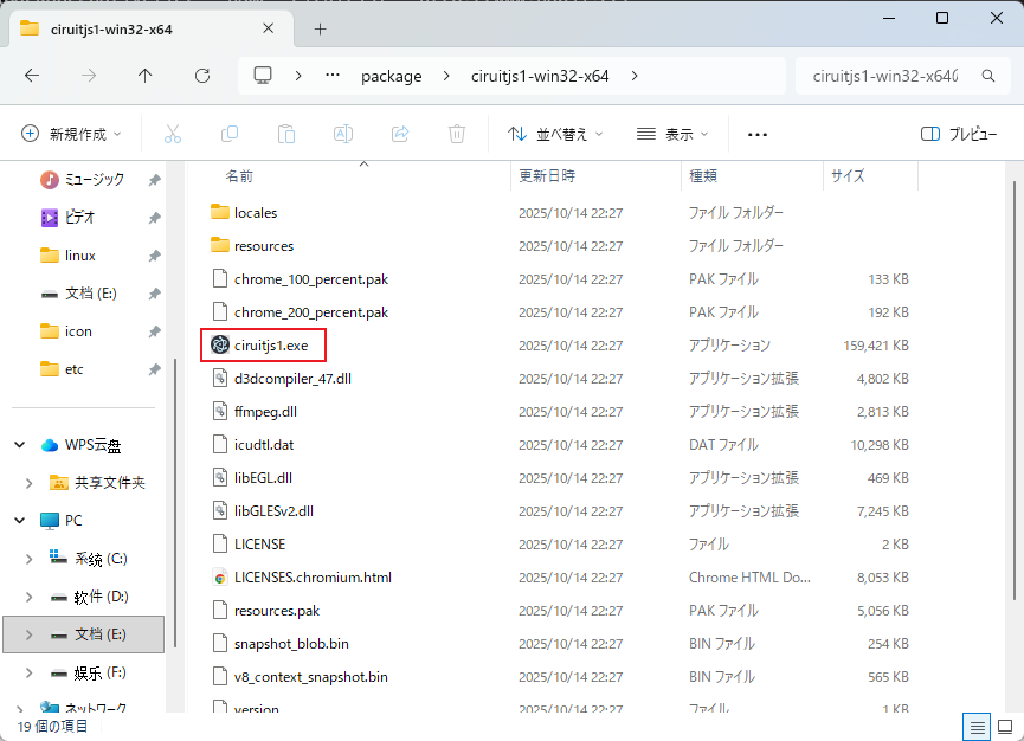 ciruitjs1-win32-x64
package
ciruitjs1-win32-x64
ciruitjs1-win32-x64
新規作成
並べ替え
表示
プレビュー
ミュージック
ビデオ
linux
文档 (E:)
icon
etc
WPS云盘
共享文件夹
PC
系统 (C:)
软件 (D:)
文档 (E:)
娱乐 (F:)
ネットワーク
名前 更新日時 種類 サイズ
locales 2025/10/14 22:27 ファイル フォルダー
resources 2025/10/14 22:27 ファイル フォルダー
chrome_100_percent.pak 2025/10/14 22:27 PAK ファイル 133 KB
chrome_200_percent.pak 2025/10/14 22:27 PAK ファイル 192 KB
ciruitjs1.exe 2025/10/14 22:27 アプリケーション 159,421 KB
d3dcompiler_47.dll 2025/10/14 22:27 アプリケーション拡張 4,802 KB
ffmpeg.dll 2025/10/14 22:27 アプリケーション拡張 2,813 KB
icudtl.dat 2025/10/14 22:27 DAT ファイル 10,298 KB
libEGL.dll 2025/10/14 22:27 アプリケーション拡張 469 KB
libGLESv2.dll 2025/10/14 22:27 アプリケーション拡張 7,245 KB
LICENSE 2025/10/14 22:27 ファイル 2 KB
LICENSES.chromium.html 2025/10/14 22:27 Chrome HTML Do... 8,053 KB
resources.pak 2025/10/14 22:27 PAK ファイル 5,056 KB
snapshot_blob.bin 2025/10/14 22:27 BIN ファイル 254 KB
v8_context_snapshot.bin 2025/10/14 22:27 BIN ファイル 565 KB
version 2025/10/14 22:27 ファイル 1 KB
19 個の項目